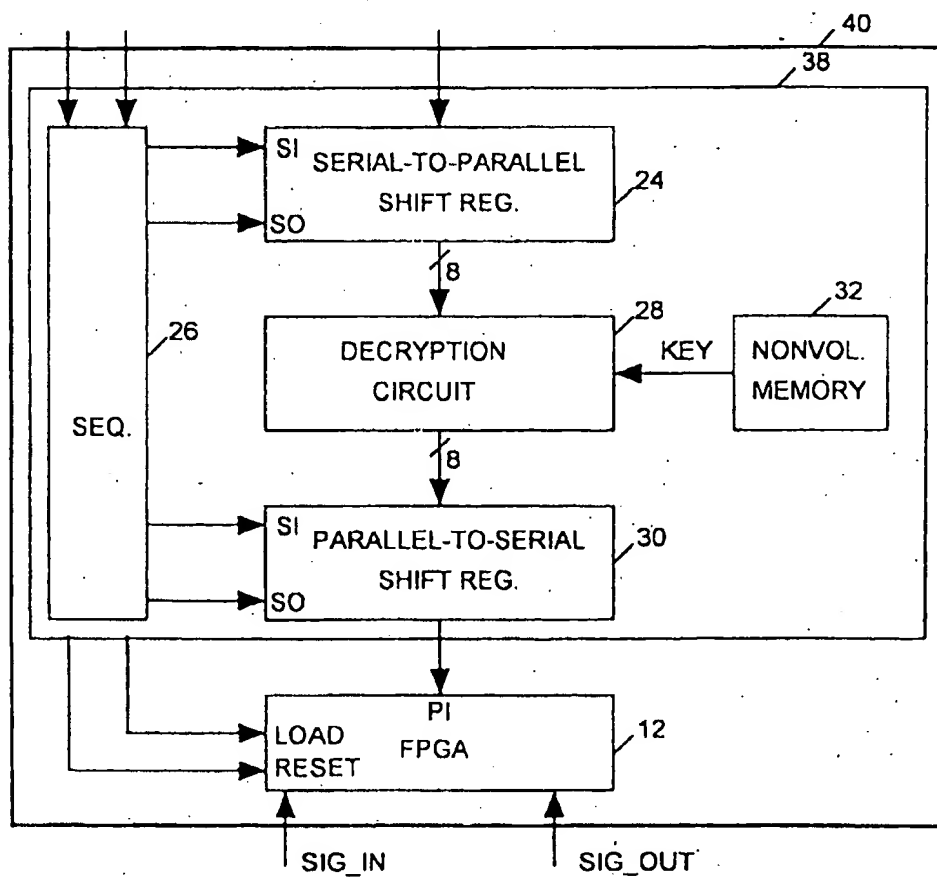 40
38
SI
SERIAL-TO-PARALLEL
SHIFT REG.
24
SO
8
26
SEQ.
DECRYPTION
CIRCUIT
28
KEY
32
NONVOL.
MEMORY
8
SI
PARALLEL-TO-SERIAL
SHIFT REG.
30
SO
PI
LOAD
FPGA
12
RESET
SIG_IN
SIG_OUT